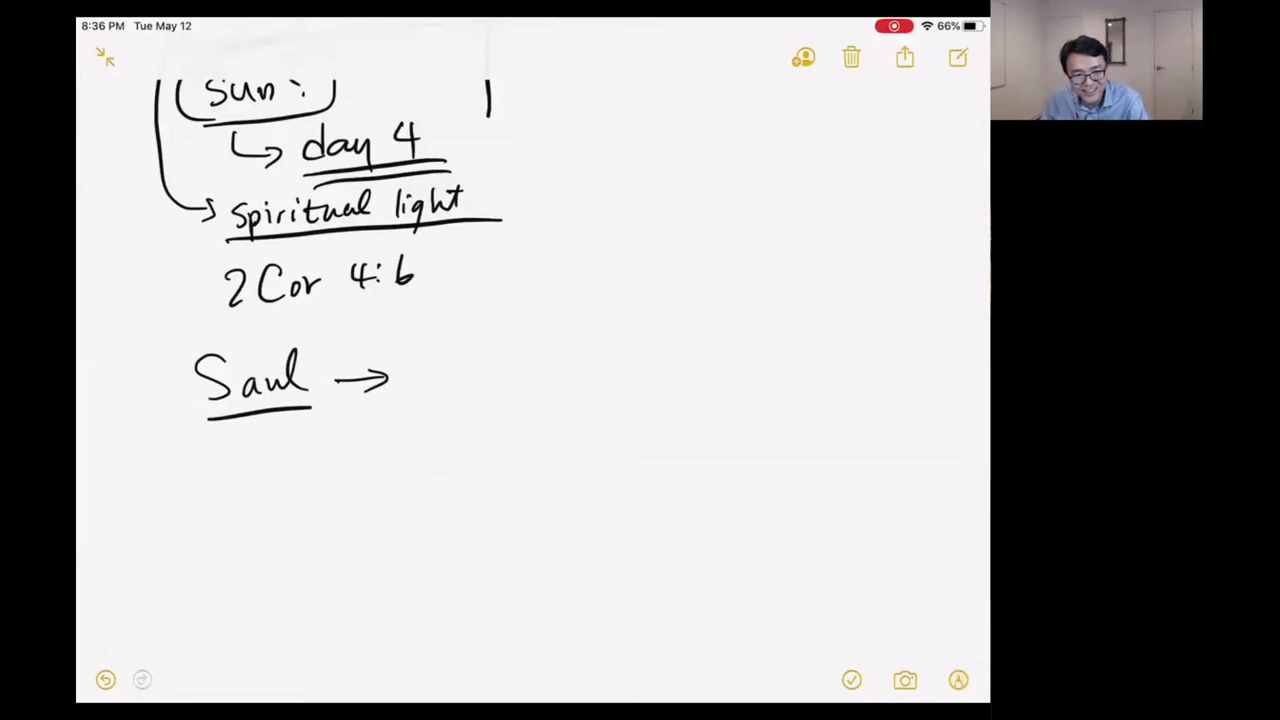 8:36 PM Tue May 12 66%
sun:
day 4
spiritual light
2 Cor 4:6
Saul →